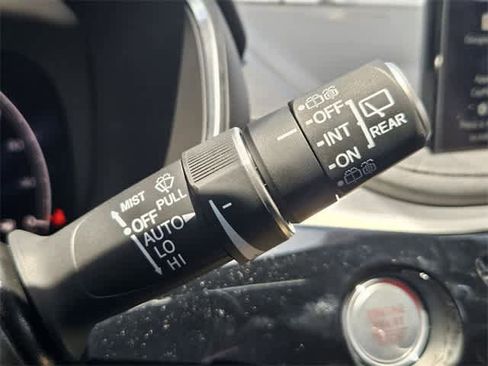 MIST
PULL
•OFF
AUTO
LO
HI
-OFF
-INT
-ON
REAR